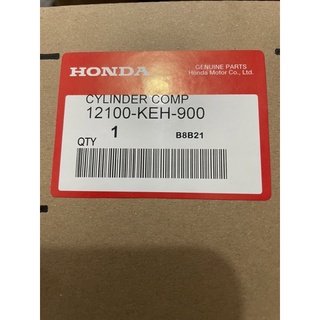 HONDA
GENUINE PARTS
Honda Motor Co., Ltd.
CYLINDER COMP
12100-KEH-900
1
B8B21
QTY